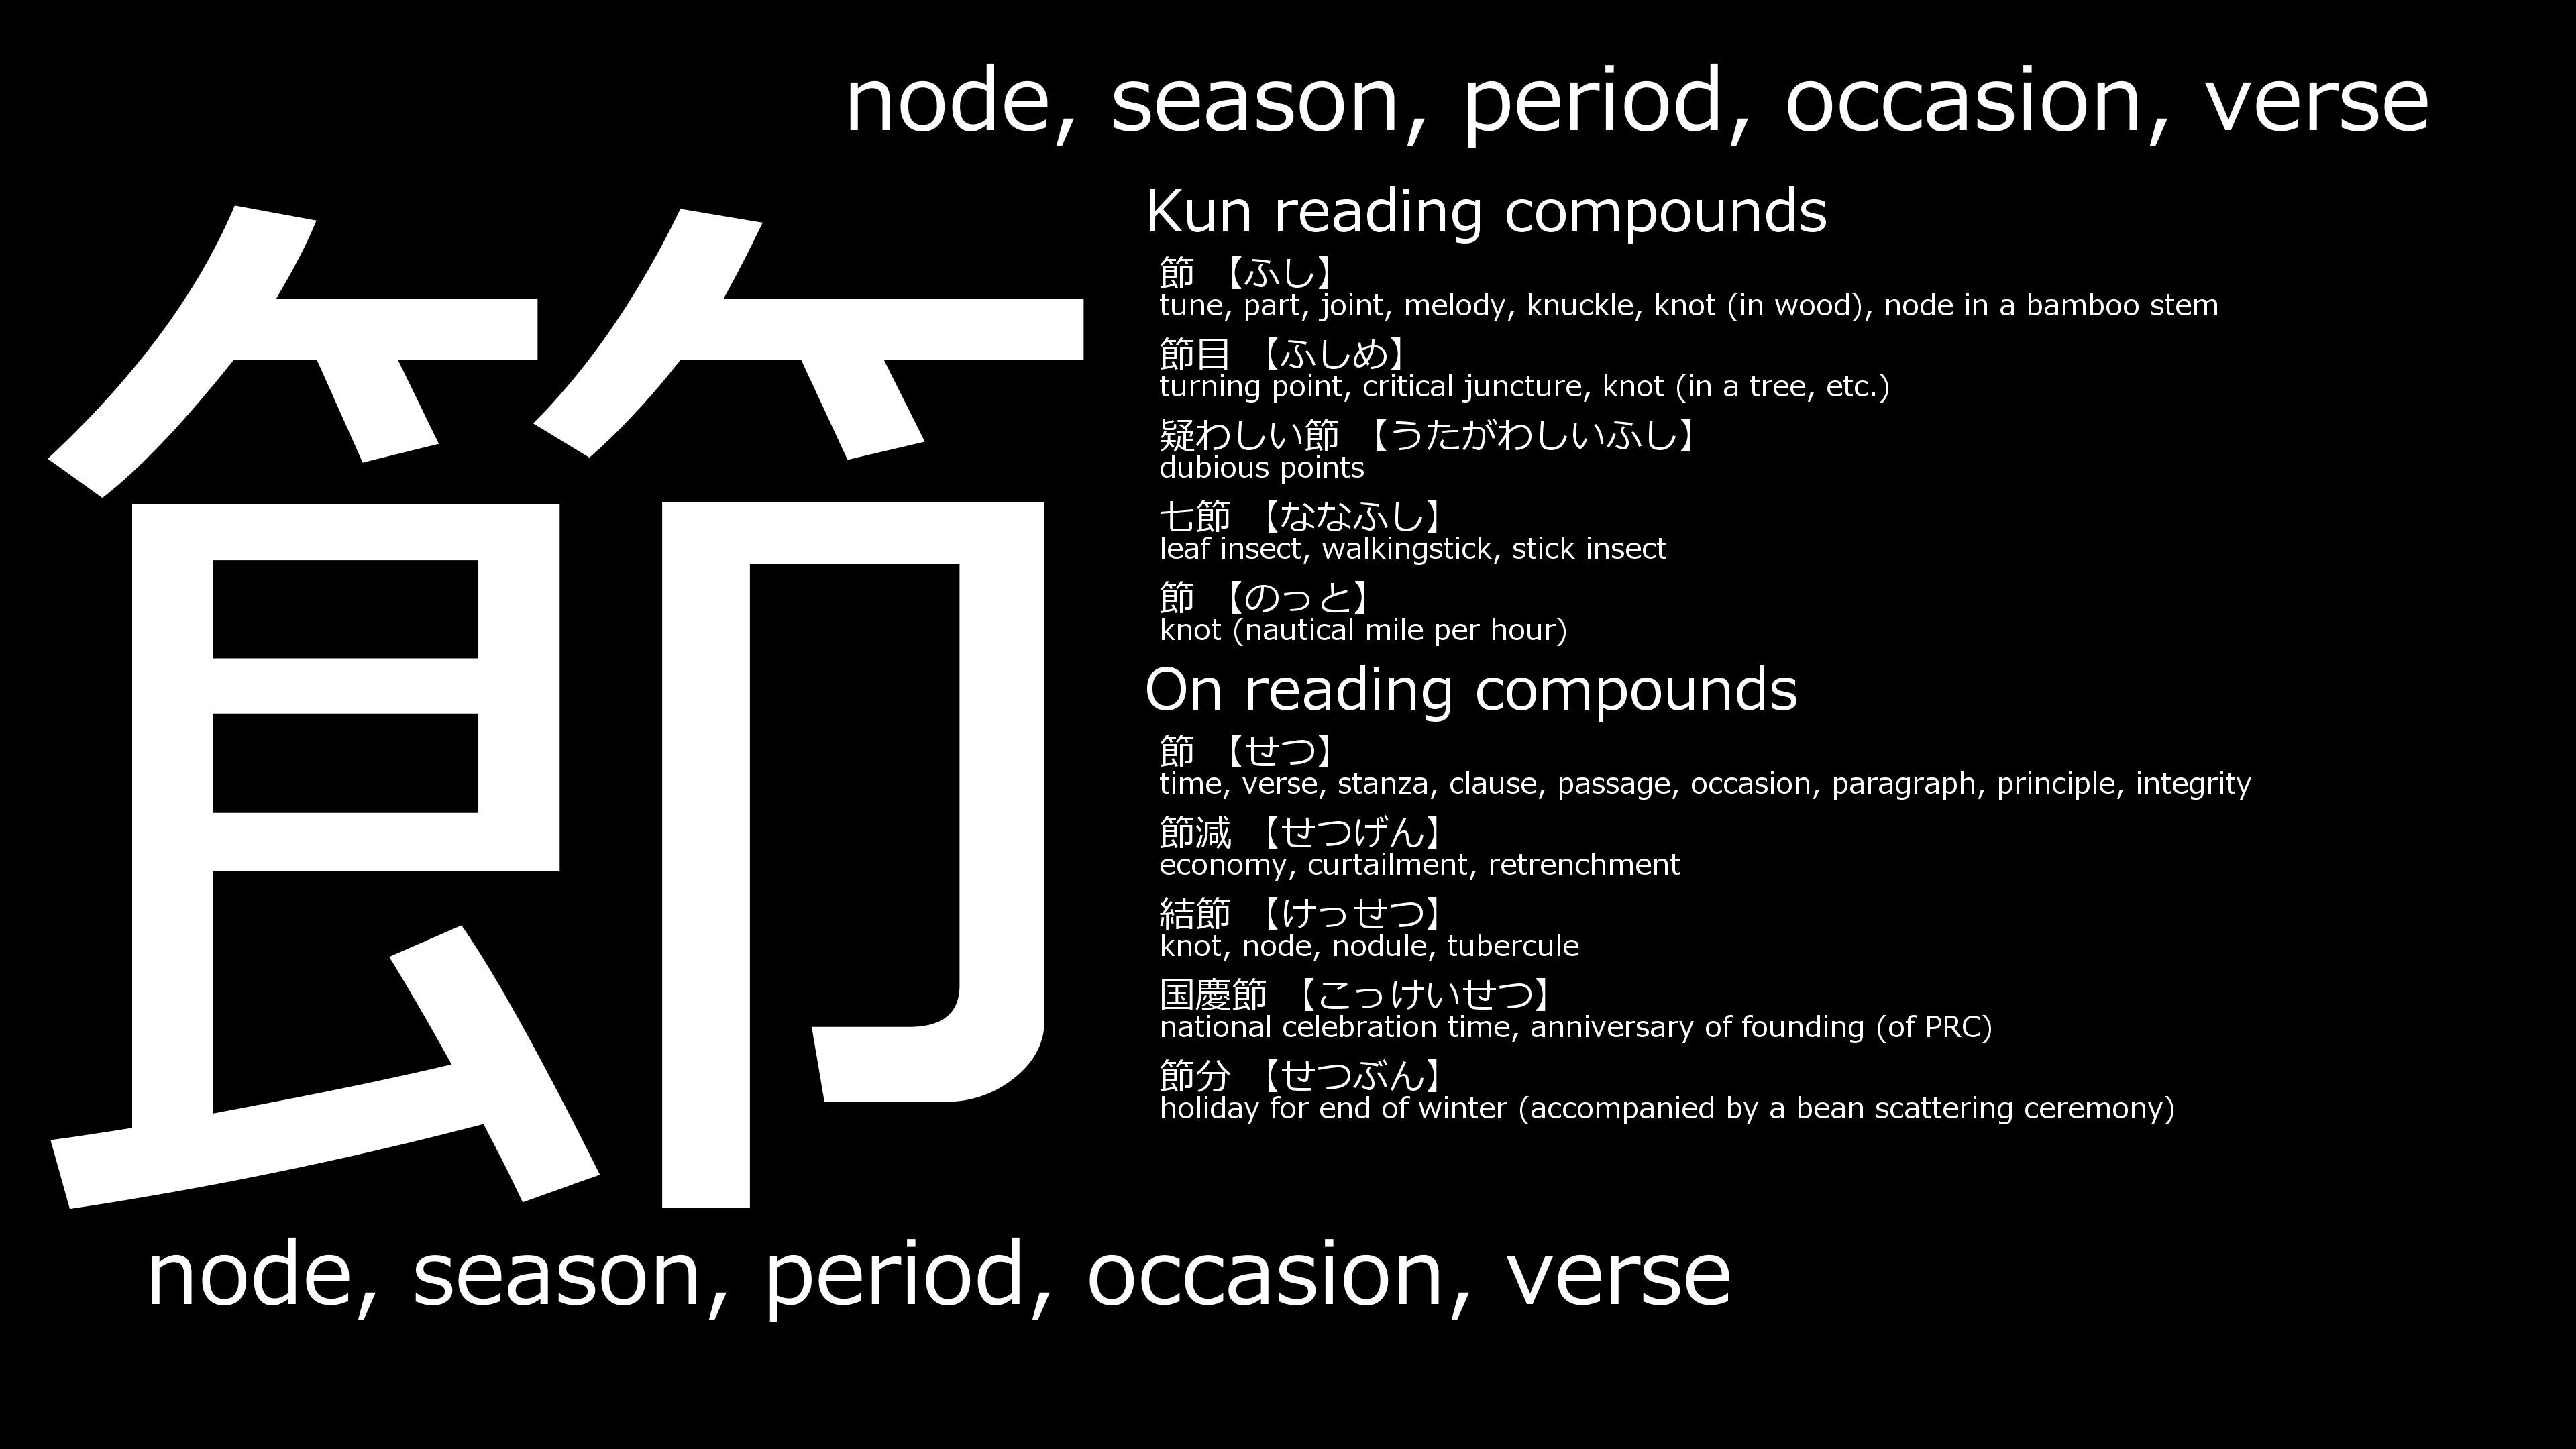 node, season, period, occasion, verse
節
Kun reading compounds
節 【ふし】
tune, part, joint, melody, knuckle, knot (in wood), node in a bamboo stem
節目 【ふしめ】
turning point, critical juncture, knot (in a tree, etc.)
疑わしい節 【うたがわしいふし】
dubious points
七節 【ななふし】
leaf insect, walkingstick, stick insect
節 【のっと】
knot (nautical mile per hour)
On reading compounds
節 【せつ】
time, verse, stanza, clause, passage, occasion, paragraph, principle, integrity
節減 【せつげん】
economy, curtailment, retrenchment
結節 【けっせつ】
knot, node, nodule, tubercule
国慶節 【こっけいせつ】
national celebration time, anniversary of founding (of PRC)
節分 【せつぶん】
holiday for end of winter (accompanied by a bean scattering ceremony)
node, season, period, occasion, verse